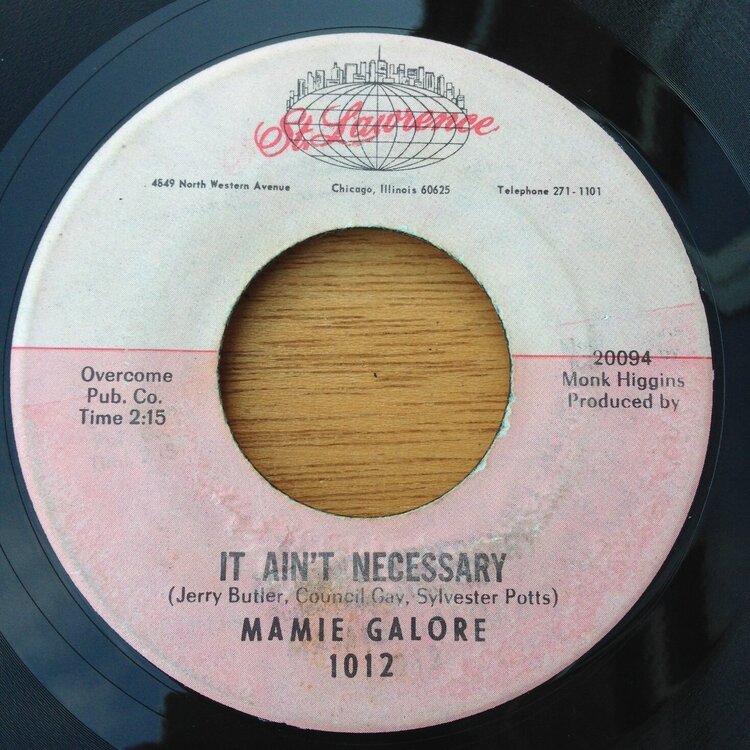 St. Lawrence
4849 North Western Avenue Chicago, Illinois 60625 Telephone 271-1101
Overcome
Pub. Co.
Time 2:15
20094
Monk Higgins
Produced by
IT AIN'T NECESSARY
(Jerry Butler, Council Gay, Sylvester Potts)
MAMIE GALORE
1012